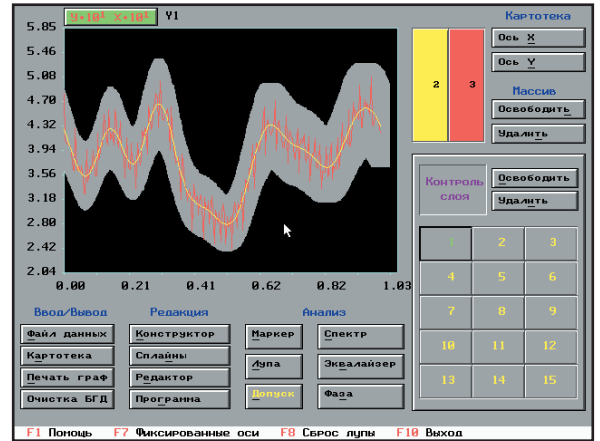 У*10¹ X*10¹ Y1
5.85
5.46
5.08
4.70
4.32
3.94
3.56
3.18
2.80
2.42
2.04
0.00 0.21 0.41 0.62 0.82 1.03
Картотека
Ось X
Ось Y
2 3
Массив
Освободить
Удалить
Контроль слоя
Освободить
Удалить
1 2 3
4 5 6
7 8 9
10 11 12
13 14 15
Ввод/Вывод Редакция Анализ
Файл данных Конструктор Маркер Спектр
Картотека Сплайны Лупа Эквалайзер
Печать граф Редактор Допуск Фаза
Очистка БГД Программа
F1 Помощь F7 Фиксированные оси F8 Сброс лупы F10 Выход